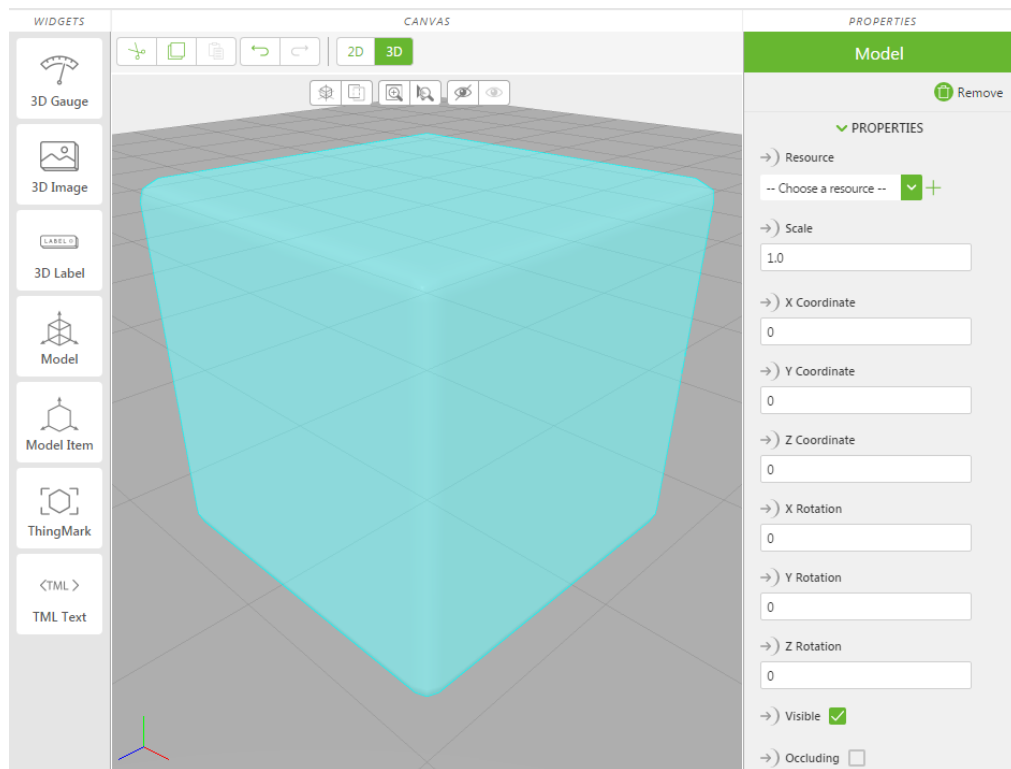 WIDGETS
CANVAS
PROPERTIES
3D Gauge
3D Image
LABEL
3D Label
Model
Model Item
ThingMark
<TML>
TML Text
2D
3D
Model
Remove
PROPERTIES
Resource
-- Choose a resource --
Scale
1.0
X Coordinate
0
Y Coordinate
0
Z Coordinate
0
X Rotation
0
Y Rotation
0
Z Rotation
0
Visible
Occluding